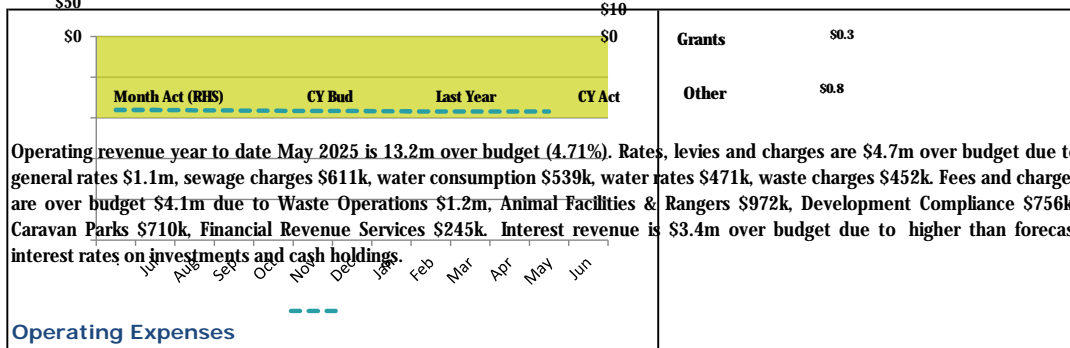 $50
$10
$0
$0
Grants
$0.3
Month Act (RHS)
CY Bud
Last Year
CY Act
Other
$0.8
Operating revenue year to date May 2025 is 13.2m over budget (4.71%). Rates, levies and charges are $4.7m over budget due t
general rates $1.1m, sewage charges $611k, water consumption $539k, water rates $471k, waste charges $452k. Fees and charge
are over budget $4.1m due to Waste Operations $1.2m, Animal Facilities & Rangers $972k, Development Compliance $756k
Caravan Parks $710k, Financial Revenue Services $245k. Interest revenue is $3.4m over budget due to higher than forecas
interest rates on investments and cash holdings.
Jul
Aug
Sep
Oct
Nov
Dec
Jan
Feb
Mar
Apr
May
Jun
Operating Expenses